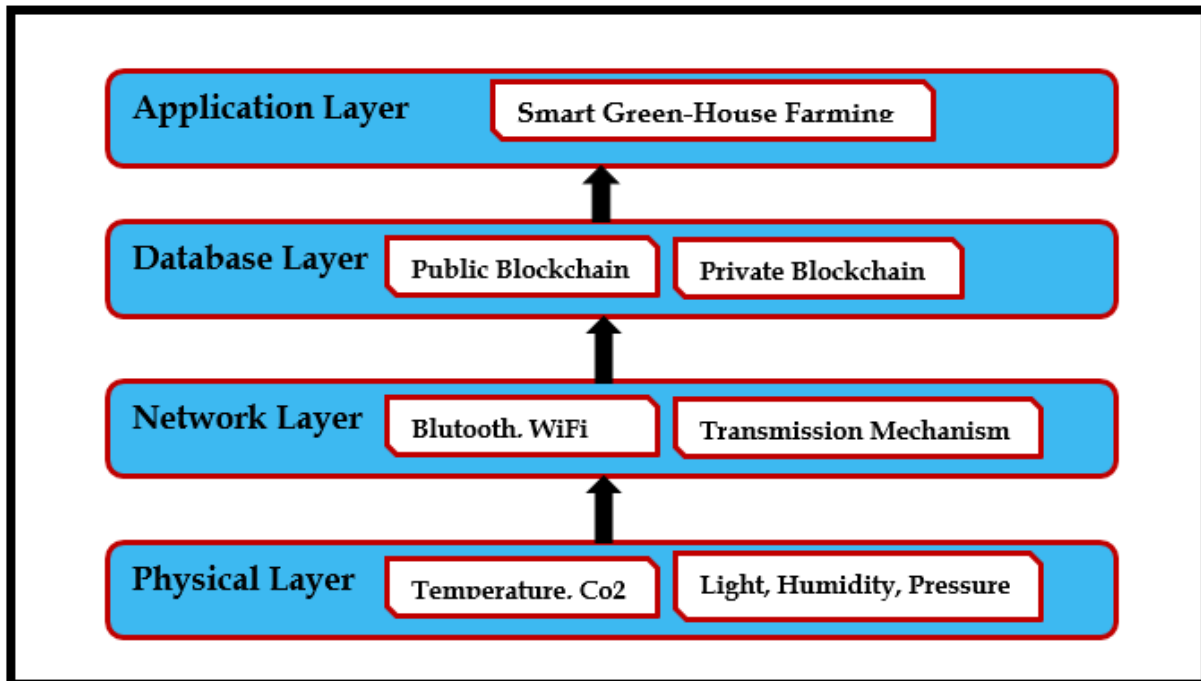 Application Layer
Smart Green-House Farming
Database Layer
Public Blockchain
Private Blockchain
Network Layer
Blutooth, WiFi
Transmission Mechanism
Physical Layer
Temperature, Co2
Light, Humidity, Pressure